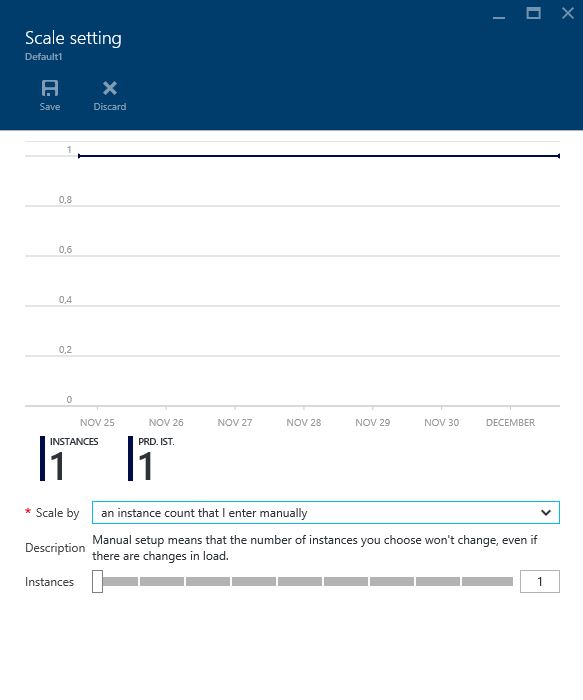 Scale setting
Default1
Save Discard
1
0,8
0,6
0,4
0,2
0
NOV 25 NOV 26 NOV 27 NOV 28 NOV 29 NOV 30 DECEMBER
INSTANCES PRD. IST.
1 1
* Scale by an instance count that I enter manually
Description Manual setup means that the number of instances you choose won't change, even if
there are changes in load.
Instances 1